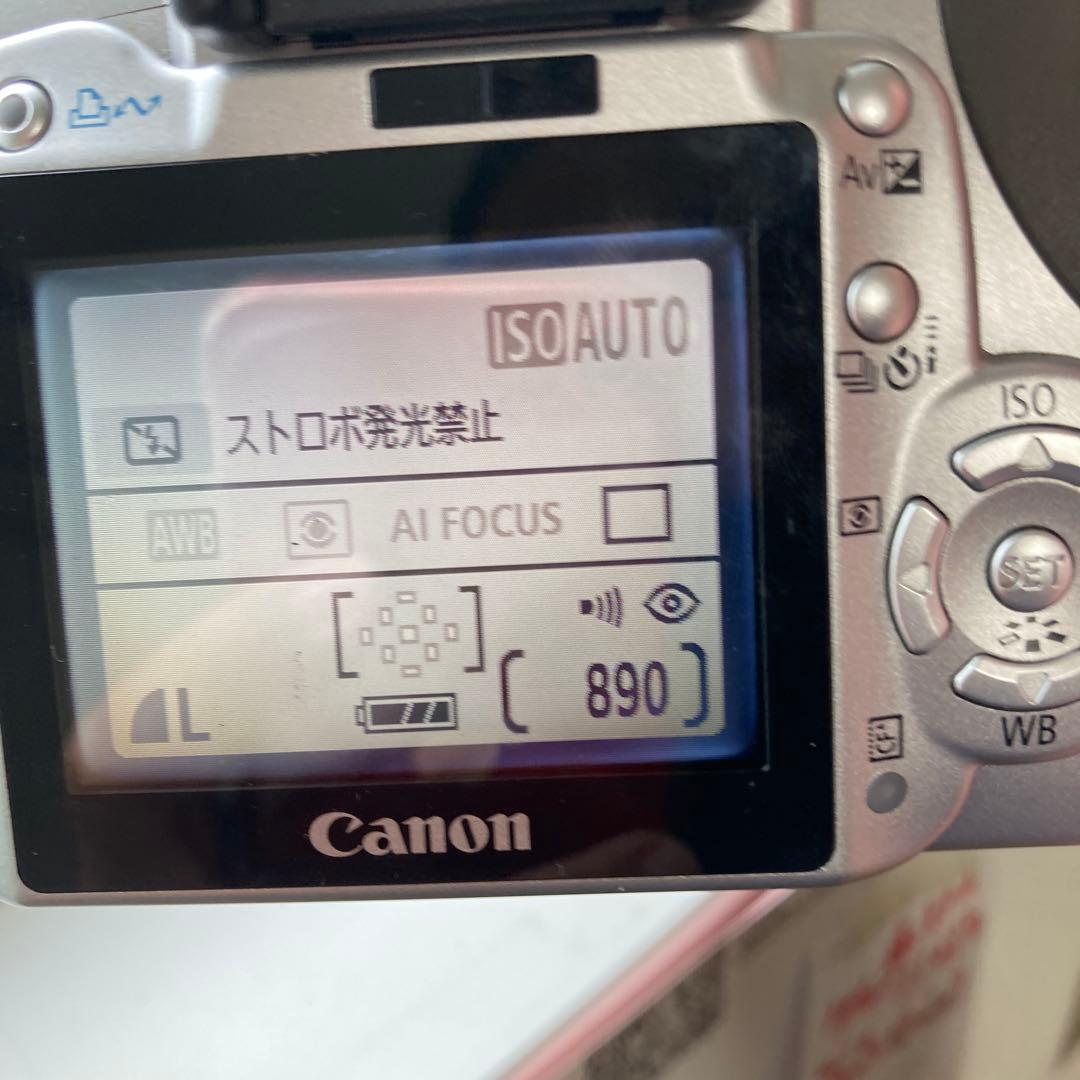 Av
ISO AUTO
ストロボ発光禁止
AWB AI FOCUS
L [890]
Canon
ISO
SET
WB
CF